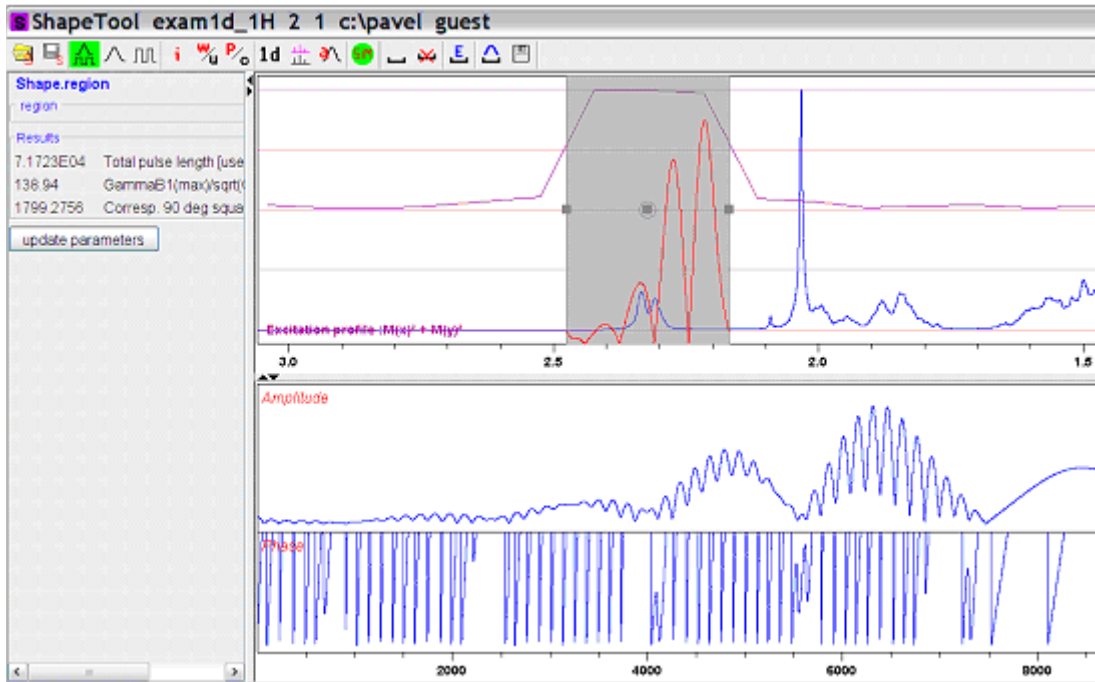 S ShapeTool exam1d_1H 2 1 c:\pavel guest
S i W/u P/o 1d SM E
Shape.region
region
Results
7.1723E04 Total pulse length [use
138.94 GammaB1(max)/sqrt(
1799.2756 Corresp. 90 deg squa
update parameters
Excitation profile :M(x)² + M(y)²
3.0 2.5 2.0 1.5
Amplitude
Phase
2000 4000 6000 8000